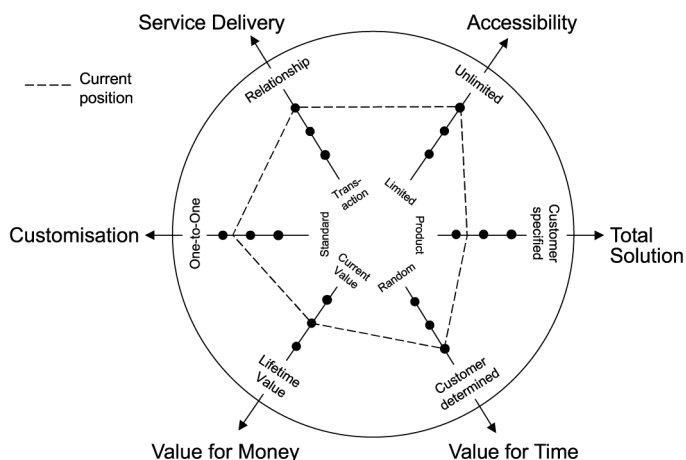 Service Delivery
Accessibility
Current
position
Relationship
Unlimited
Trans-
action
Limited
Customisation
One-to-One
Standard
Product
Customer
specified
Total
Solution
Current
Value
Random
Lifetime
Value
Customer
determined
Value for Money
Value for Time